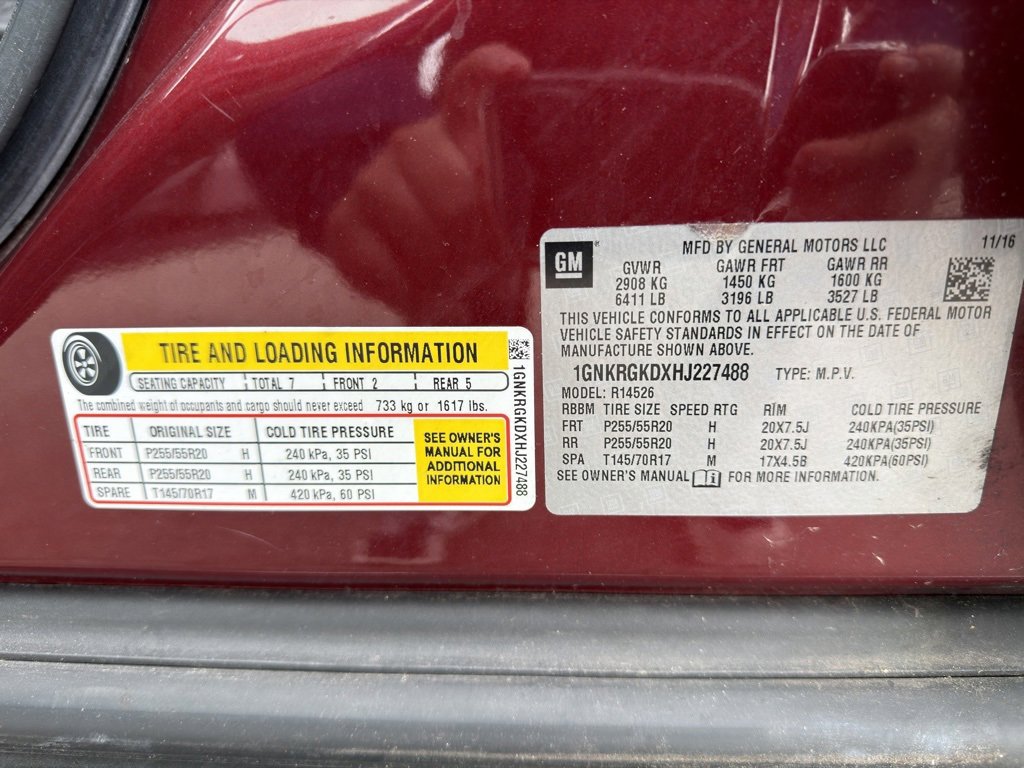 TIRE AND LOADING INFORMATION
SEATING CAPACITY TOTAL 7 FRONT 2 REAR 5
The combined weight of occupants and cargo should never exceed 733 kg or 1617 lbs.
TIRE ORIGINAL SIZE COLD TIRE PRESSURE
FRONT P255/55R20 H 240 kPa, 35 PSI
REAR P255/55R20 H 240 kPa, 35 PSI
SPARE T145/70R17 M 420 kPa, 60 PSI
SEE OWNER'S
MANUAL FOR
ADDITIONAL
INFORMATION
1GNKRGKDXHJ227488
GM
MFD BY GENERAL MOTORS LLC 11/16
GVWR GAWR FRT GAWR RR
2908 KG 1450 KG 1600 KG
6411 LB 3196 LB 3527 LB
THIS VEHICLE CONFORMS TO ALL APPLICABLE U.S. FEDERAL MOTOR
VEHICLE SAFETY STANDARDS IN EFFECT ON THE DATE OF
MANUFACTURE SHOWN ABOVE.
1GNKRGKDXHJ227488 TYPE: M.P.V.
MODEL: R14526
RBBM TIRE SIZE SPEED RTG RIM COLD TIRE PRESSURE
FRT P255/55R20 H 20X7.5J 240KPA(35PSI)
RR P255/55R20 H 20X7.5J 240KPA(35PSI)
SPA T145/70R17 M 17X4.5B 420KPA(60PSI)
SEE OWNER'S MANUAL FOR MORE INFORMATION.